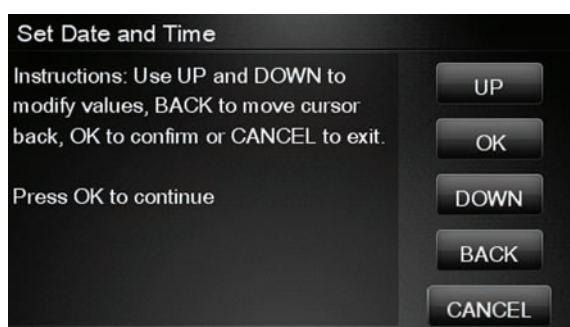 Set Date and Time
Instructions: Use UP and DOWN to
modify values, BACK to move cursor
back, OK to confirm or CANCEL to exit.
Press OK to continue
UP
OK
DOWN
BACK
CANCEL